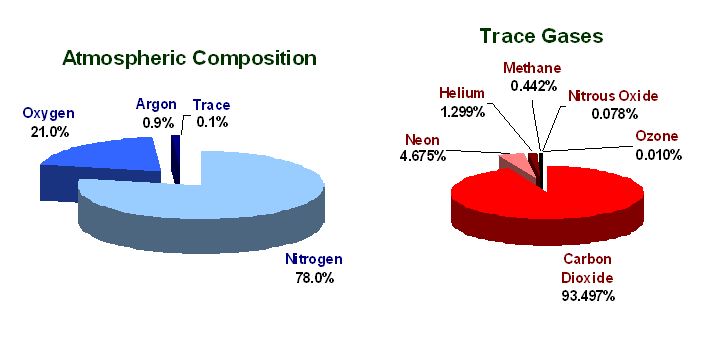 Atmospheric Composition
Oxygen
21.0%
Argon
0.9%
Trace
0.1%
Nitrogen
78.0%
Trace Gases
Methane
0.442%
Helium
1.299%
Nitrous Oxide
0.078%
Neon
4.675%
Ozone
0.010%
Carbon
Dioxide
93.497%